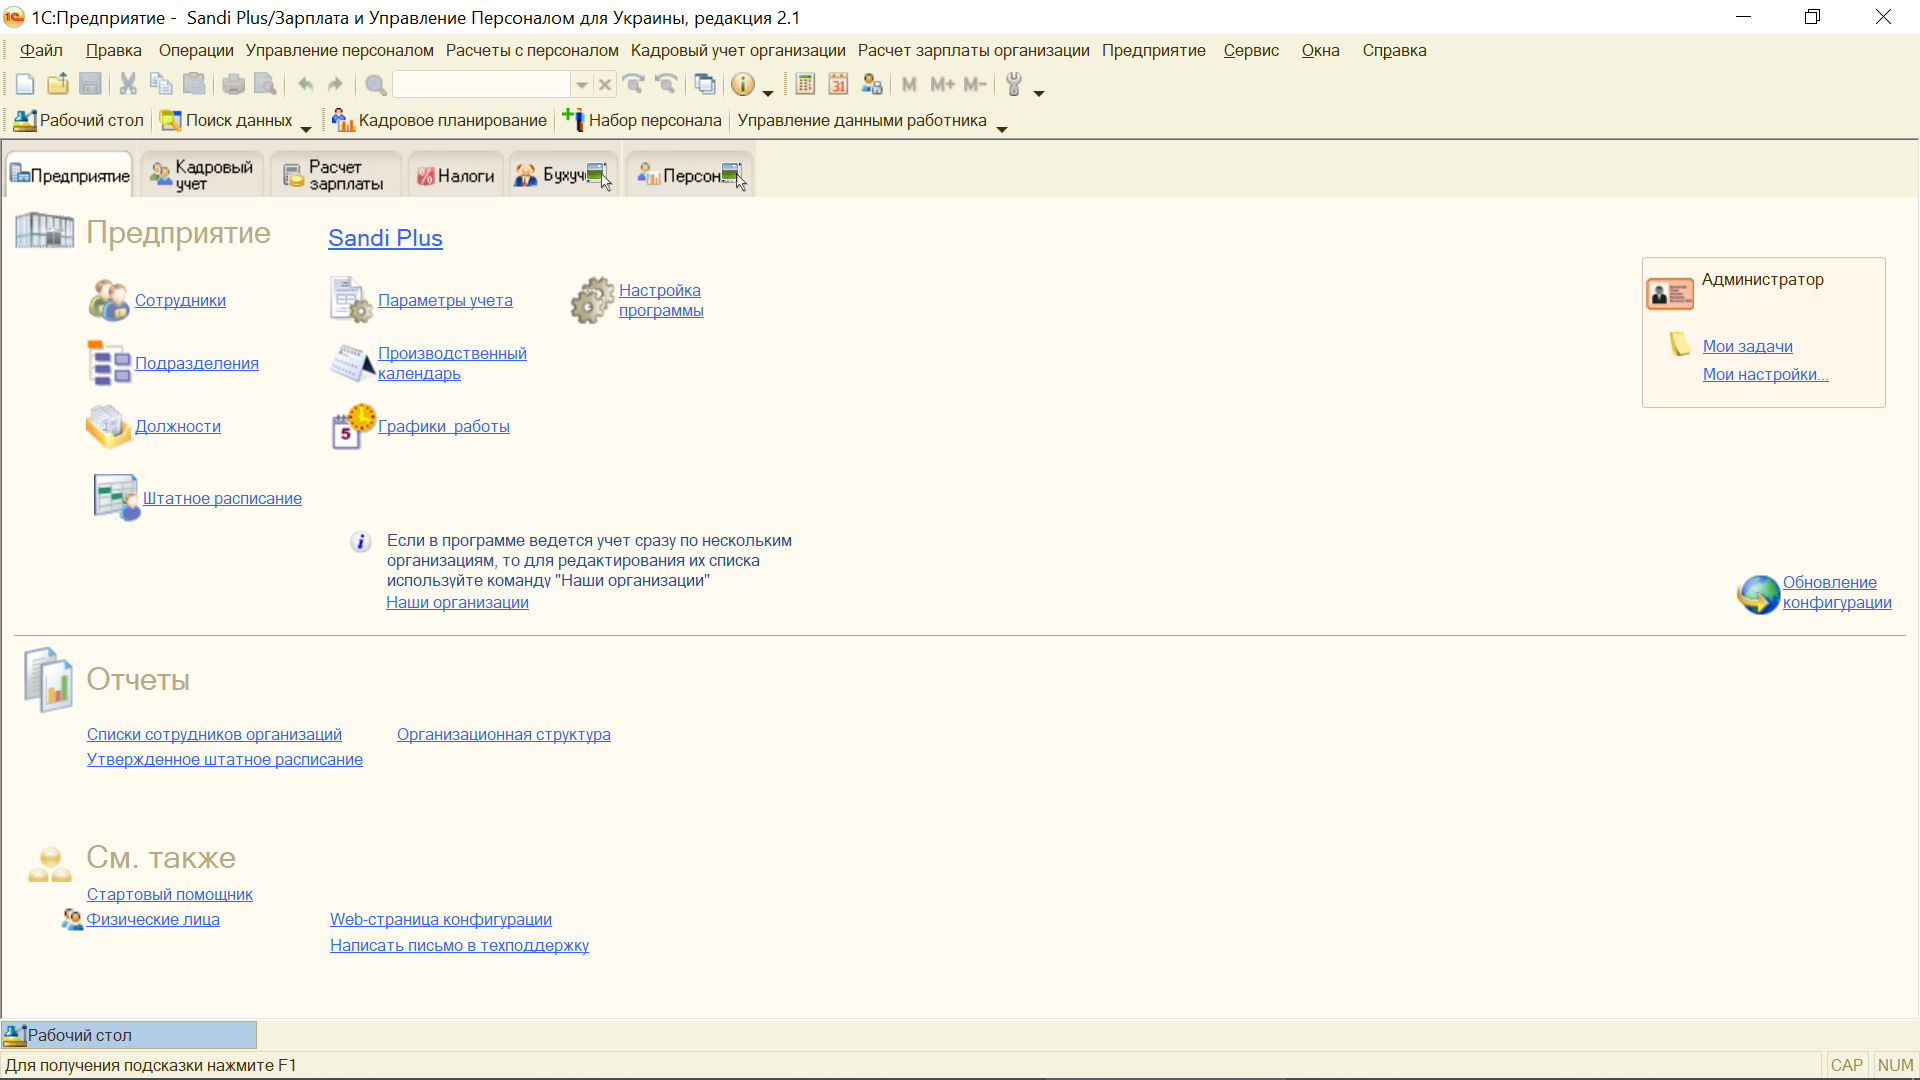 1С:Предприятие - Sandi Plus/Зарплата и Управление Персоналом для Украины, редакция 2.1
Файл Правка Операции Управление персоналом Расчеты с персоналом Кадровый учет организации Расчет зарплаты организации Предприятие Сервис Окна Справка
31 M M+ M-
Рабочий стол Поиск данных Кадровое планирование Набор персонала Управление данными работника
Предприятие Кадровый учет Расчет зарплаты Налоги
Предприятие
Sandi Plus
Сотрудники
Параметры учета
Настройка программы
Подразделения
Производственный календарь
Должности
5
Графики работы
Штатное расписание
Администратор
Мои задачи
Мои настройки...
Если в программе ведется учет сразу по нескольким
организациям, то для редактирования их списка
используйте команду "Наши организации"
Наши организации
Обновление
конфигурации
Отчеты
Списки сотрудников организаций Организационная структура
Утвержденное штатное расписание
См. также
Стартовый помощник
Физические лица Web-страница конфигурации
Написать письмо в техподдержку
Рабочий стол
Для получения подсказки нажмите F1 CAP NUM